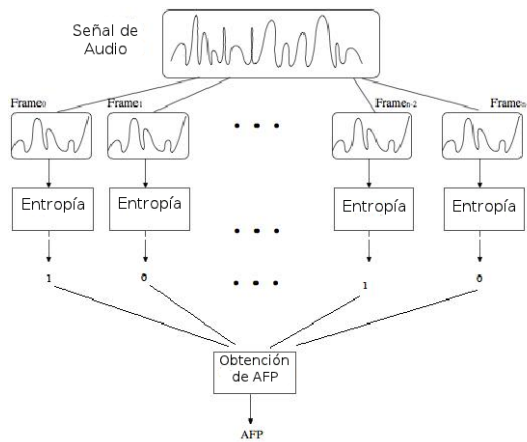 Señal de
Audio
Frame0 Frame1 Framen-2 Framen
Entropía Entropía Entropía Entropía
1 0 1 0
Obtención
de AFP
AFP